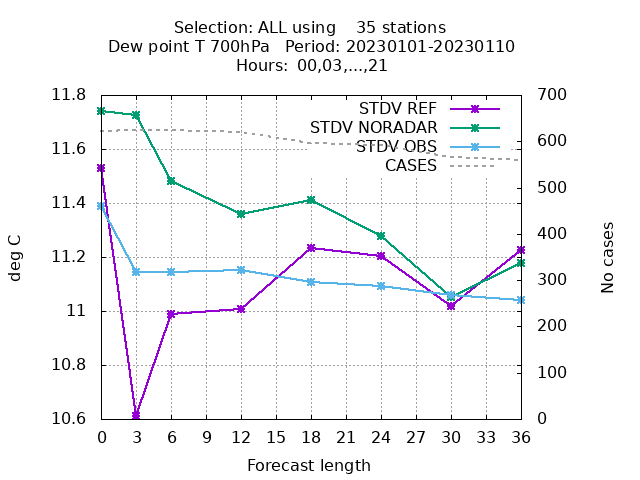 Selection: ALL using    35 stations
Dew point T 700hPa   Period: 20230101-20230110
Hours: 00,03,...,21
STDV REF
STDV NORADAR
STDV OBS
CASES
deg C
11.8
11.6
11.4
11.2
11
10.8
10.6
No cases
700
600
500
400
300
200
100
0
0 3 6 9 12 15 18 21 24 27 30 33 36
Forecast length